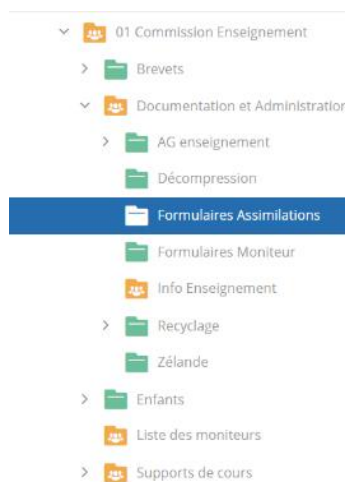 01 Commission Enseignement
Brevets
Documentation et Administration
AG enseignement
Décompression
Formulaires Assimilations
Formulaires Moniteur
Info Enseignement
Recyclage
Zélande
Enfants
Liste des moniteurs
Supports de cours